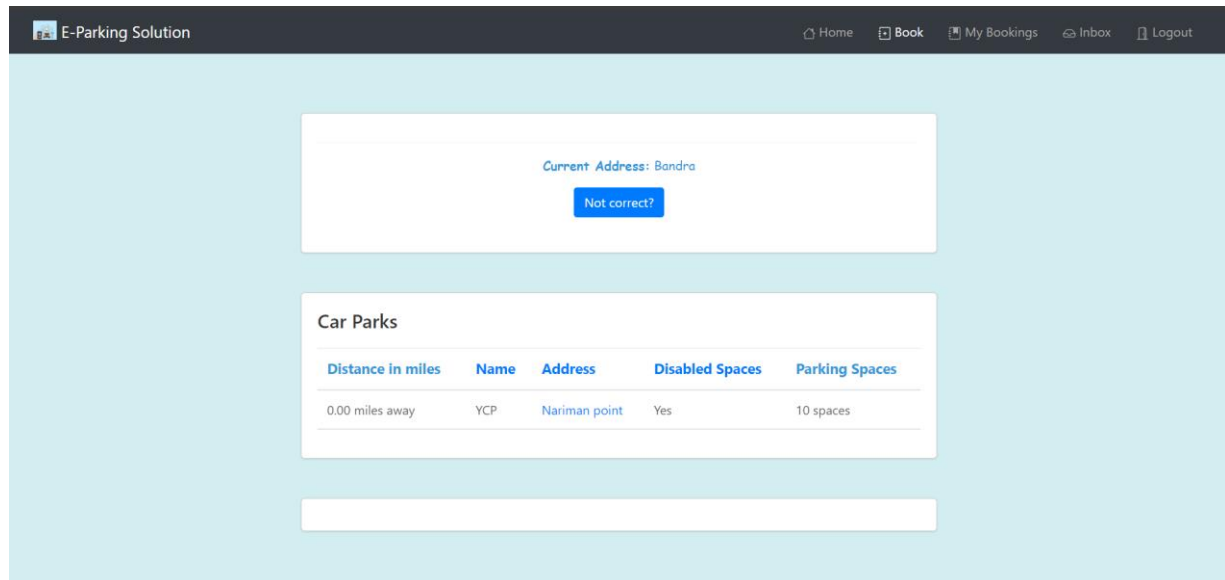 E-Parking Solution Home Book My Bookings Inbox Logout
Current Address: Bandra
Not correct?
Car Parks
Distance in miles Name Address Disabled Spaces Parking Spaces
0.00 miles away YCP Nariman point Yes 10 spaces